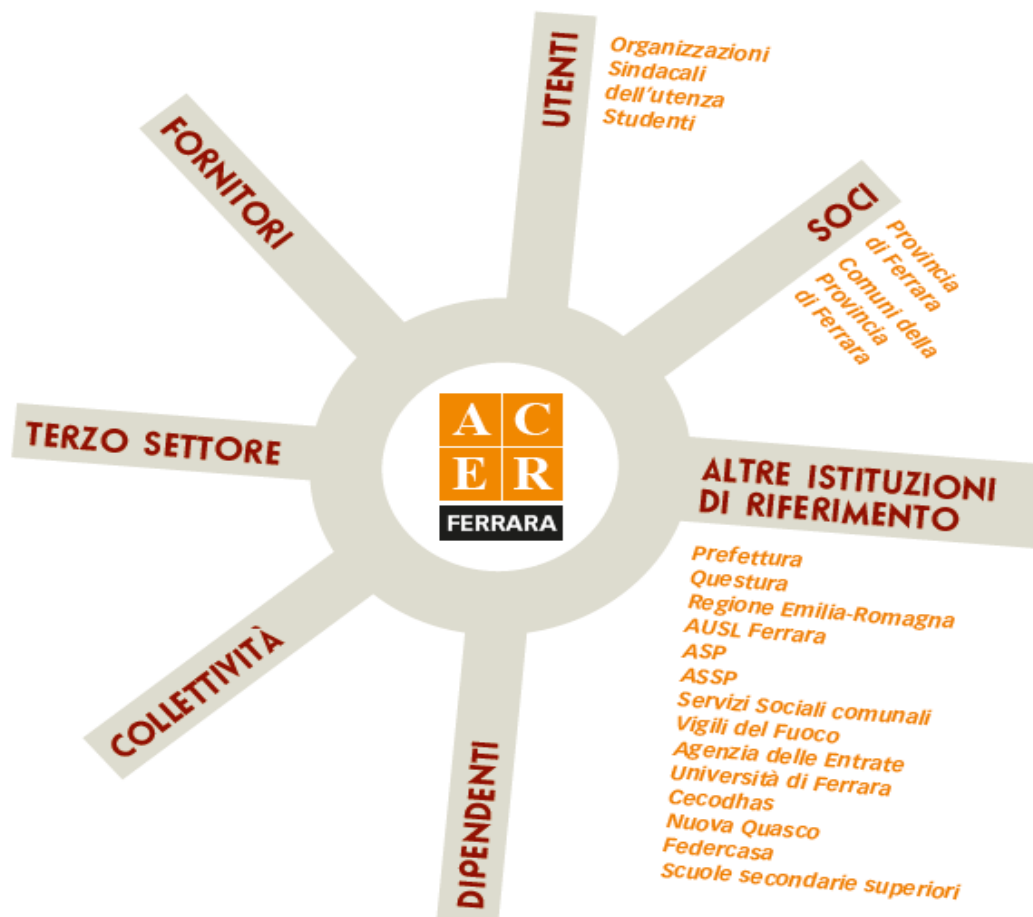 UTENTI
Organizzazioni
Sindacali
dell'utenza
Studenti
FORNITORI
SOCI
Provincia
di Ferrara
Comuni della
Provincia
di Ferrara
A C
E R
FERRARA
TERZO SETTORE
ALTRE ISTITUZIONI
DI RIFERIMENTO
Prefettura
Questura
Regione Emilia-Romagna
AUSL Ferrara
ASP
ASSP
Servizi Sociali comunali
Vigili del Fuoco
Agenzia delle Entrate
Università di Ferrara
Cecodhas
Nuova Quasco
Federcasa
Scuole secondarie superiori
COLLETTIVITÀ
DIPENDENTI